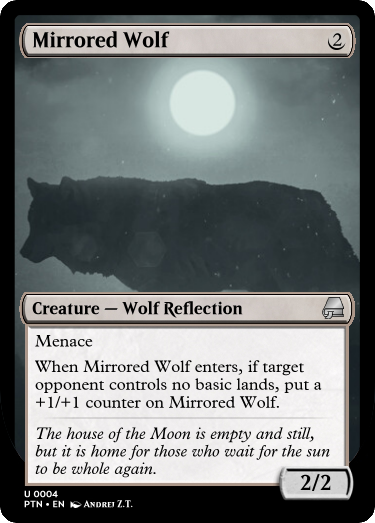 Mirrored Wolf 2
Creature — Wolf Reflection
Menace
When Mirrored Wolf enters, if target
opponent controls no basic lands, put a
+1/+1 counter on Mirrored Wolf.
The house of the Moon is empty and still,
but it is home for those who wait for the sun
to be whole again.
2/2
U 0004
PTN • EN Andrej Z.T.